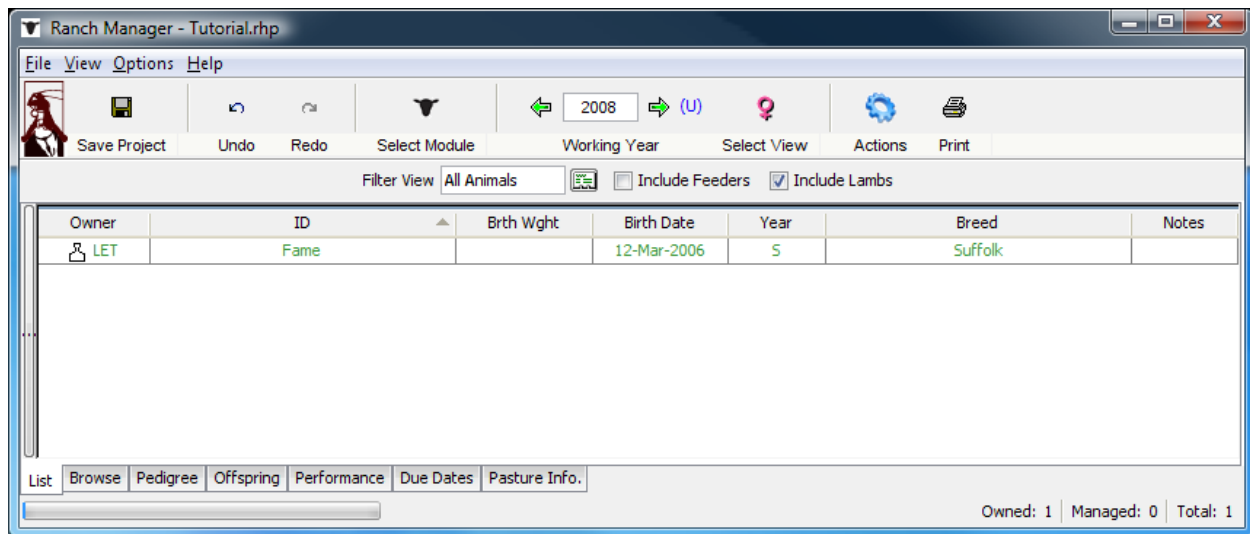 Ranch Manager - Tutorial.rhp
File View Options Help
2008 (U)
Save Project Undo Redo Select Module Working Year Select View Actions Print
Filter View All Animals Include Feeders Include Lambs
Owner ID Brth Wght Birth Date Year Breed Notes
LET Fame 12-Mar-2006 S Suffolk
List Browse Pedigree Offspring Performance Due Dates Pasture Info.
Owned: 1 Managed: 0 Total: 1